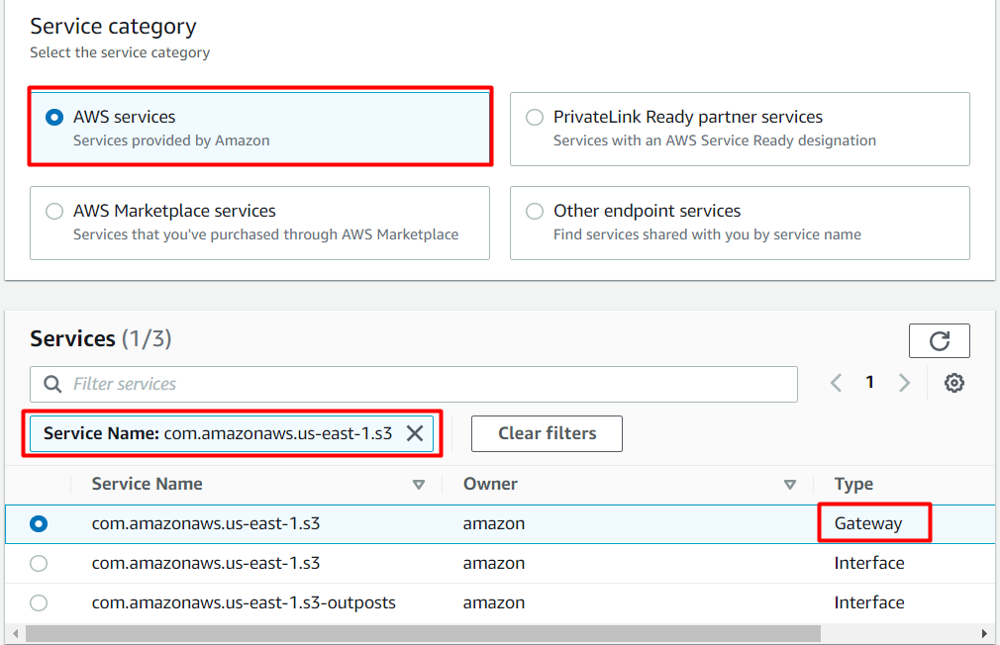 Service category
Select the service category
AWS services
Services provided by Amazon
PrivateLink Ready partner services
Services with an AWS Service Ready designation
AWS Marketplace services
Services that you've purchased through AWS Marketplace
Other endpoint services
Find services shared with you by service name
Services (1/3)
Filter services
1
Service Name: com.amazonaws.us-east-1.s3
Clear filters
Service Name Owner Type
com.amazonaws.us-east-1.s3 amazon Gateway
com.amazonaws.us-east-1.s3 amazon Interface
com.amazonaws.us-east-1.s3-outposts amazon Interface